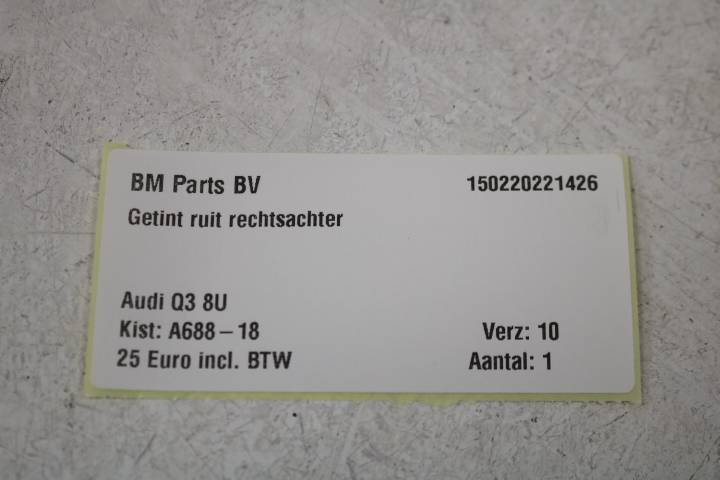 BM Parts BV 150220221426
Getint ruit rechtsachter
Audi Q3 8U
Kist: A688-18 Verz: 10
25 Euro incl. BTW Aantal: 1